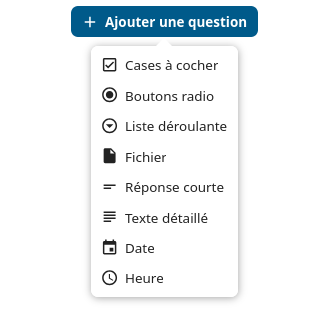 Ajouter une question
Cases à cocher
Boutons radio
Liste déroulante
Fichier
Réponse courte
Texte détaillé
Date
Heure